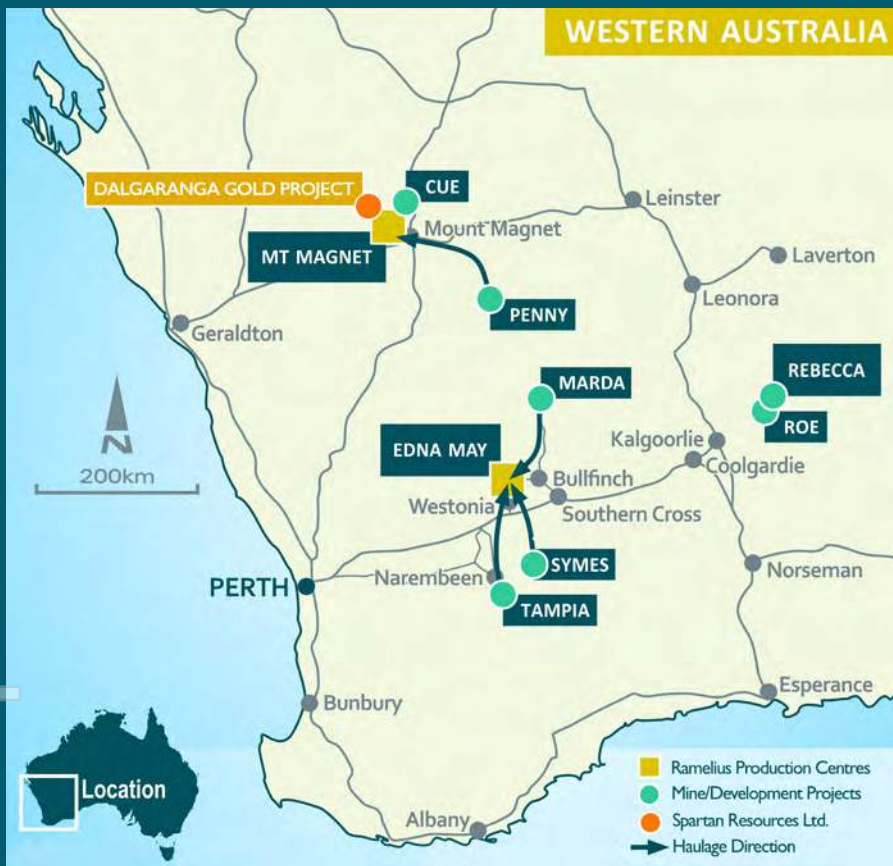 WESTERN AUSTRALIA
DALGARANGA GOLD PROJECT
CUE
Leinster
Mount Magnet
MT MAGNET
Laverton
Leonora
PENNY
Geraldton
REBECCA
MARDA
ROE
N
200km
EDNA MAY
Kalgoorlie
Coolgardie
Bullfinch
Westonia
Southern Cross
SYMES
Norseman
Narembeen
PERTH
TAMPIA
Esperance
Bunbury
Location
Ramelius Production Centres
Mine/Development Projects
Spartan Resources Ltd.
Haulage Direction
Albany